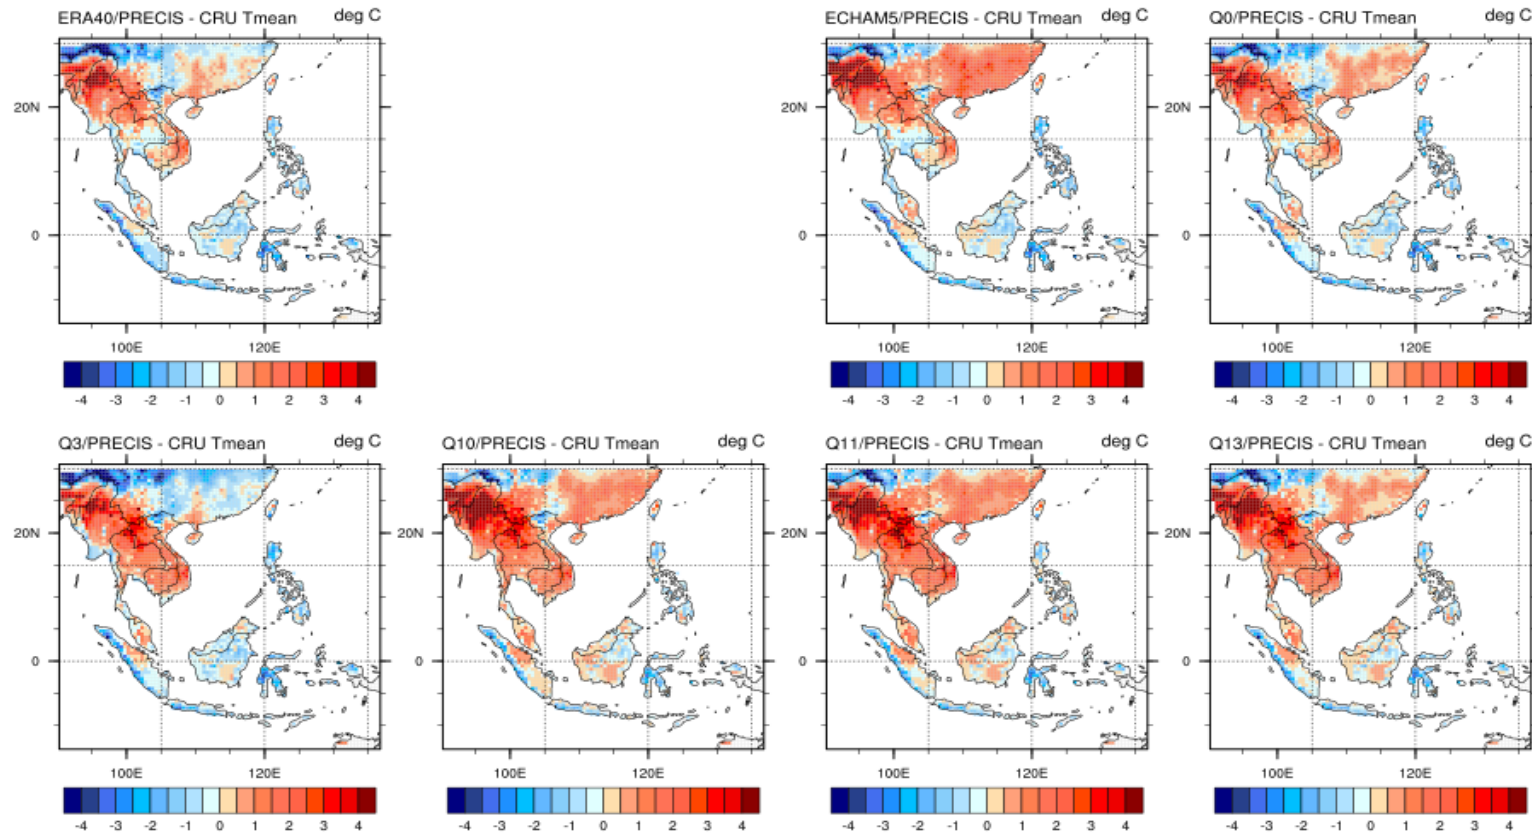 ERA40/PRECIS - CRU Tmean deg C
ECHAM5/PRECIS - CRU Tmean deg C
Q0/PRECIS - CRU Tmean deg C
20N 20N 20N
0 0 0
100E 120E 100E 120E 100E 120E
-4 -3 -2 -1 0 1 2 3 4 -4 -3 -2 -1 0 1 2 3 4 -4 -3 -2 -1 0 1 2 3 4
Q3/PRECIS - CRU Tmean deg C
Q10/PRECIS - CRU Tmean deg C
Q11/PRECIS - CRU Tmean deg C
Q13/PRECIS - CRU Tmean deg C
20N 20N 20N 20N
0 0 0 0
100E 120E 100E 120E 100E 120E 100E 120E
-4 -3 -2 -1 0 1 2 3 4 -4 -3 -2 -1 0 1 2 3 4 -4 -3 -2 -1 0 1 2 3 4 -4 -3 -2 -1 0 1 2 3 4